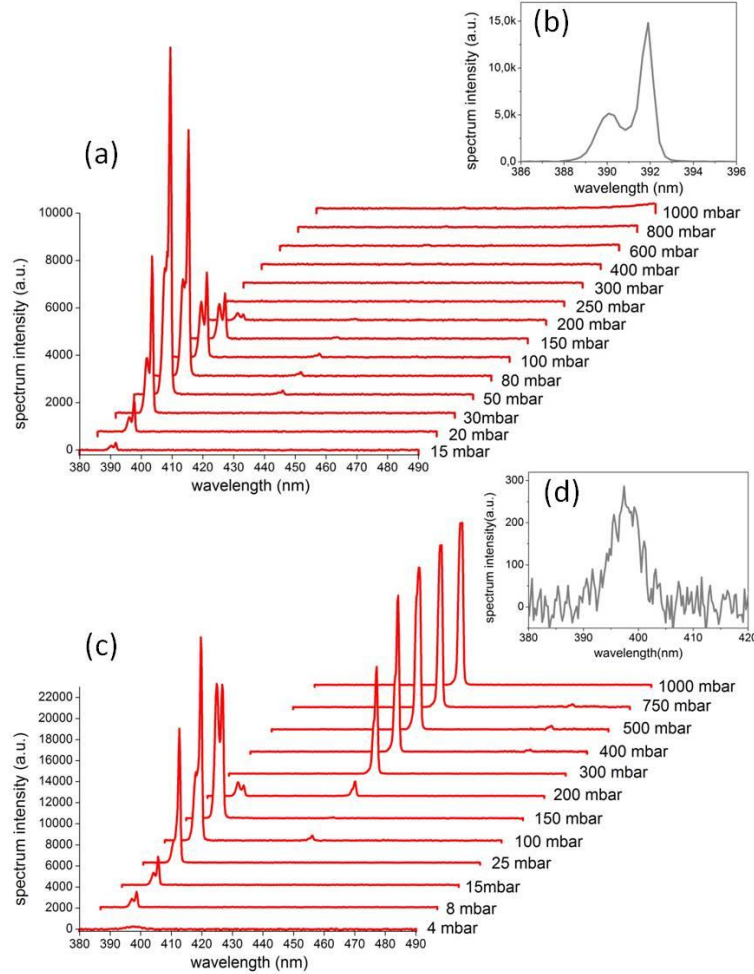 (b)
15,0k
10,0k
5,0k
0,0
386 388 390 392 394 396
wavelength (nm)
spectrum intensity (a.u.)
(a)
10000
8000
6000
4000
2000
0
380 390 400 410 420 430 440 450 460 470 480 490
wavelength (nm)
spectrum intensity (a.u.)
1000 mbar
800 mbar
600 mbar
400 mbar
300 mbar
250 mbar
200 mbar
150 mbar
100 mbar
80 mbar
50 mbar
30mbar
20 mbar
15 mbar
(d)
300
200
100
0
380 390 400 410 420
wavelength(nm)
spectrum intensity(a.u.)
(c)
22000
20000
18000
16000
14000
12000
10000
8000
6000
4000
2000
0
380 390 400 410 420 430 440 450 460 470 480 490
wavelength (nm)
spectrum intensity (a.u.)
1000 mbar
750 mbar
500 mbar
400 mbar
300 mbar
200 mbar
150 mbar
100 mbar
25 mbar
15mbar
8 mbar
4 mbar